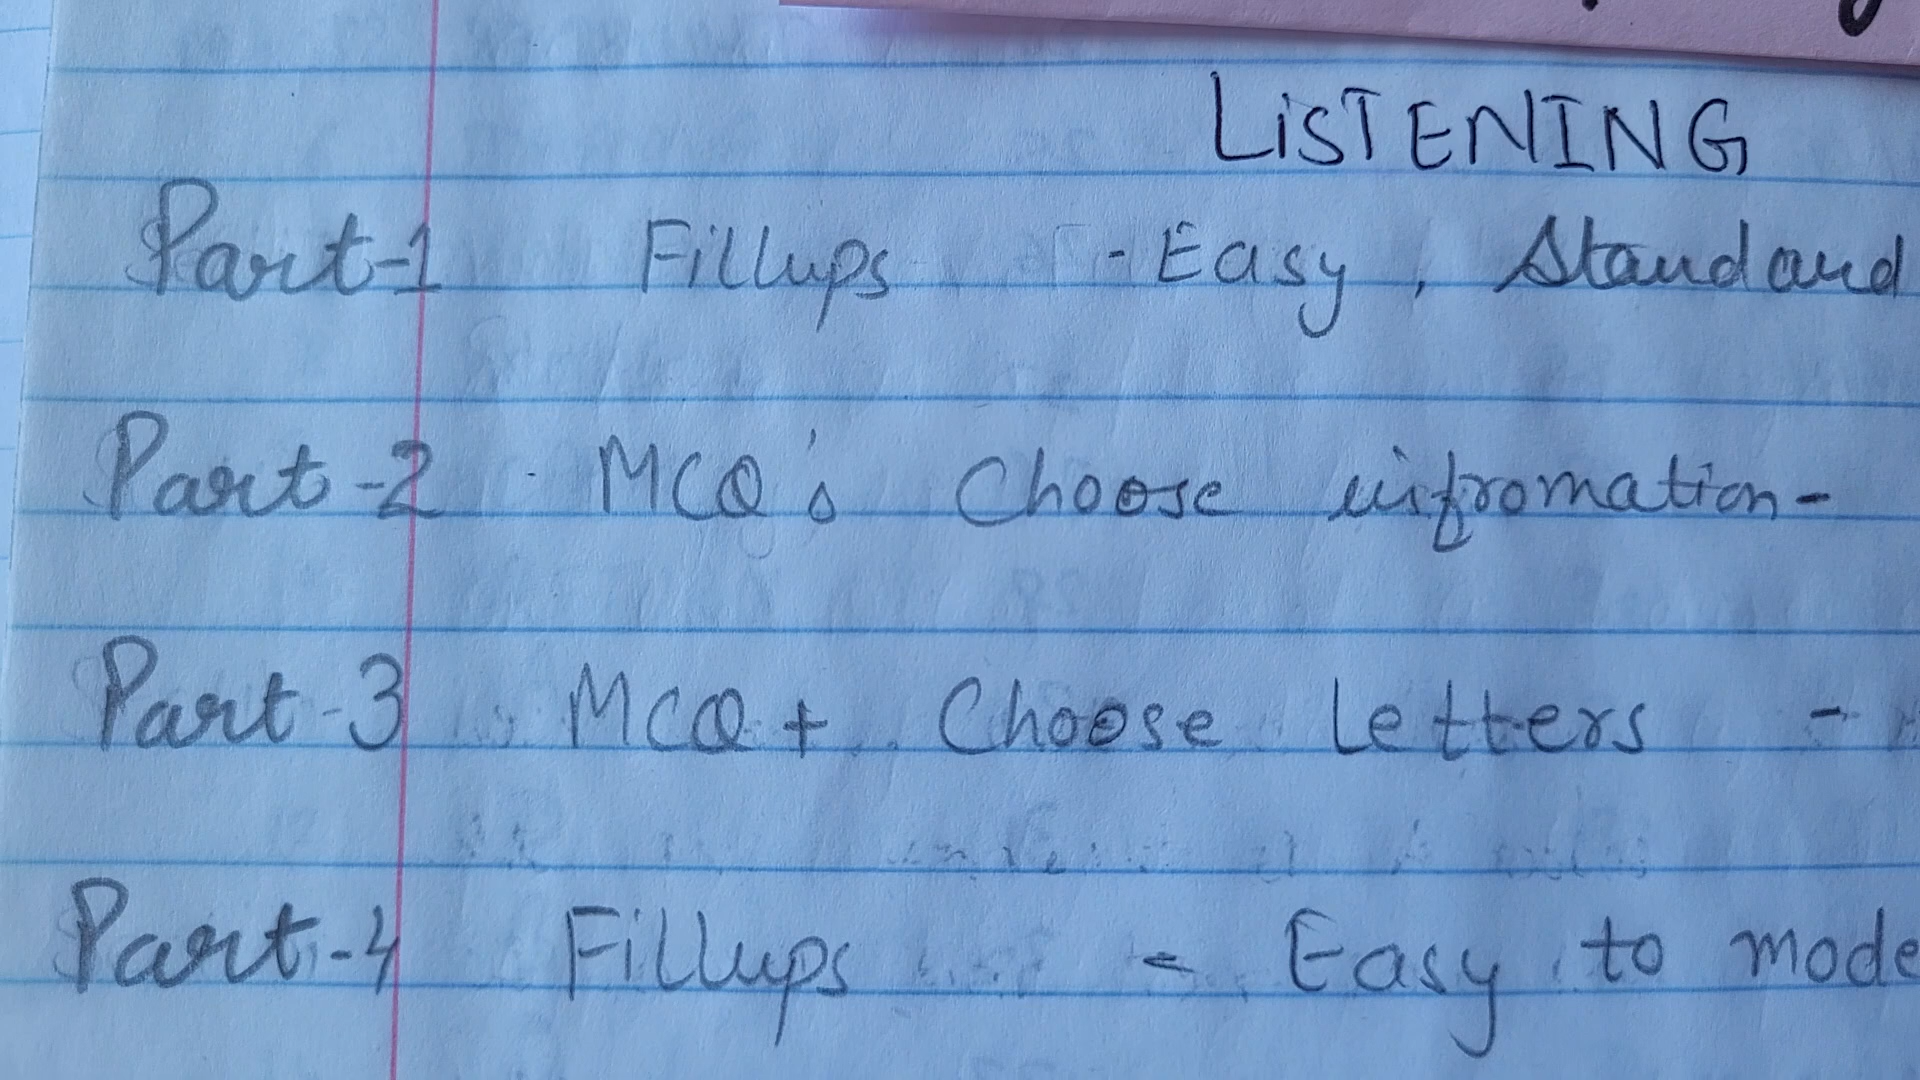 LiSTENING
Part-1 Fillups - Easy, Standard
Part-2 MCQ's Choose infromation-
Part-3 MCQ + Choose Letters -
Part-4 Fillups - Easy to mode